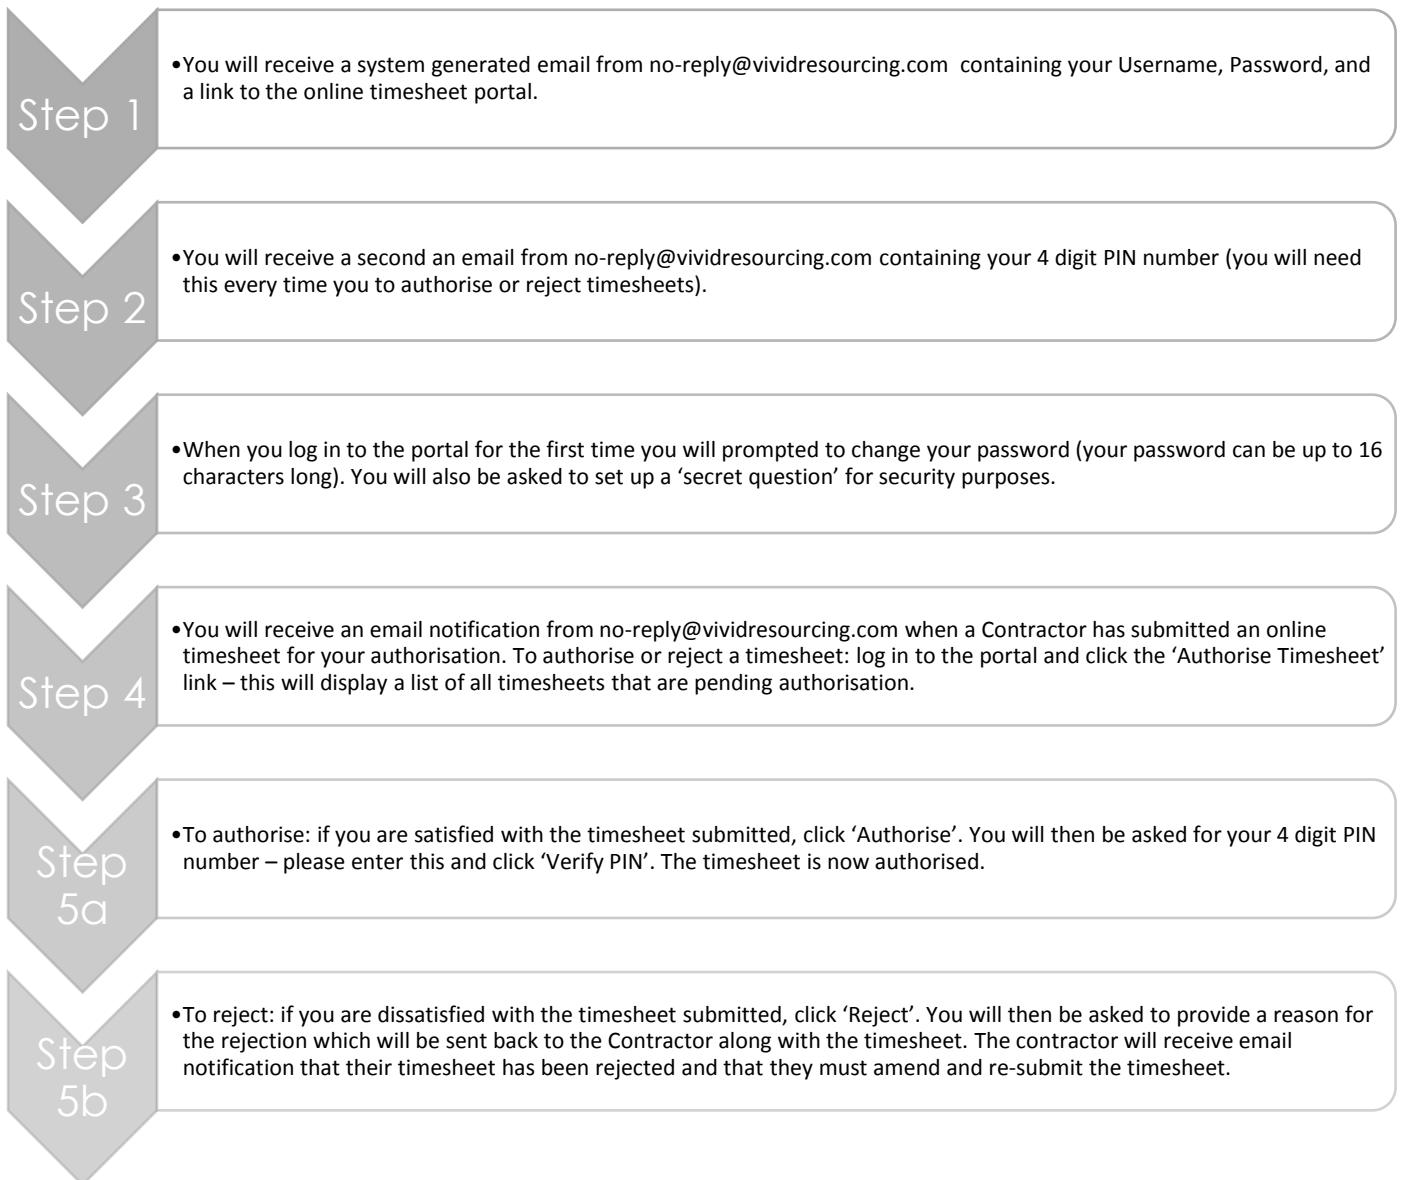 Step 1
•You will receive a system generated email from no-reply@vividresourcing.com  containing your Username, Password, and
a link to the online timesheet portal.
Step 2
•You will receive a second an email from no-reply@vividresourcing.com containing your 4 digit PIN number (you will need
this every time you to authorise or reject timesheets).
Step 3
•When you log in to the portal for the first time you will prompted to change your password (your password can be up to 16
characters long). You will also be asked to set up a ‘secret question’ for security purposes.
Step 4
•You will receive an email notification from no-reply@vividresourcing.com when a Contractor has submitted an online
timesheet for your authorisation. To authorise or reject a timesheet: log in to the portal and click the ‘Authorise Timesheet’
link – this will display a list of all timesheets that are pending authorisation.
Step
5a
•To authorise: if you are satisfied with the timesheet submitted, click ‘Authorise’. You will then be asked for your 4 digit PIN
number – please enter this and click ‘Verify PIN’. The timesheet is now authorised.
Step
5b
•To reject: if you are dissatisfied with the timesheet submitted, click ‘Reject’. You will then be asked to provide a reason for
the rejection which will be sent back to the Contractor along with the timesheet. The contractor will receive email
notification that their timesheet has been rejected and that they must amend and re-submit the timesheet.